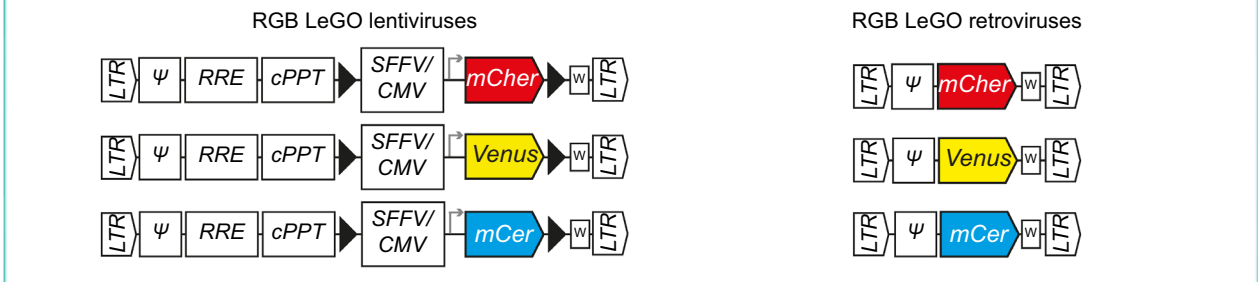 RGB LeGO lentiviruses
RGB LeGO retroviruses
LTR Ψ RRE cPPT SFFV/ CMV mCher W LTR
LTR Ψ mCher W LTR
LTR Ψ RRE cPPT SFFV/ CMV Venus W LTR
LTR Ψ Venus W LTR
LTR Ψ RRE cPPT SFFV/ CMV mCer W LTR
LTR Ψ mCer W LTR